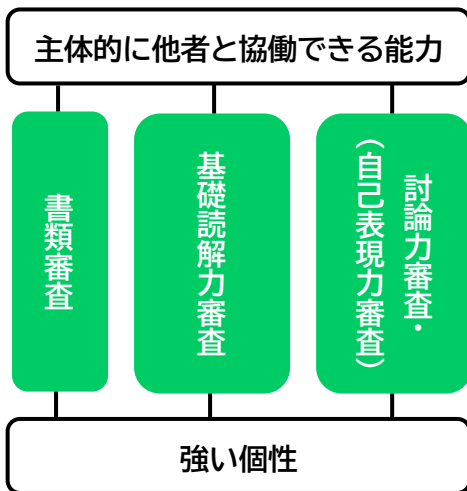 主体的に他者と協働できる能力
書類審査
基礎読解力審査
討論力審査・
（自己表現力審査）
強い個性